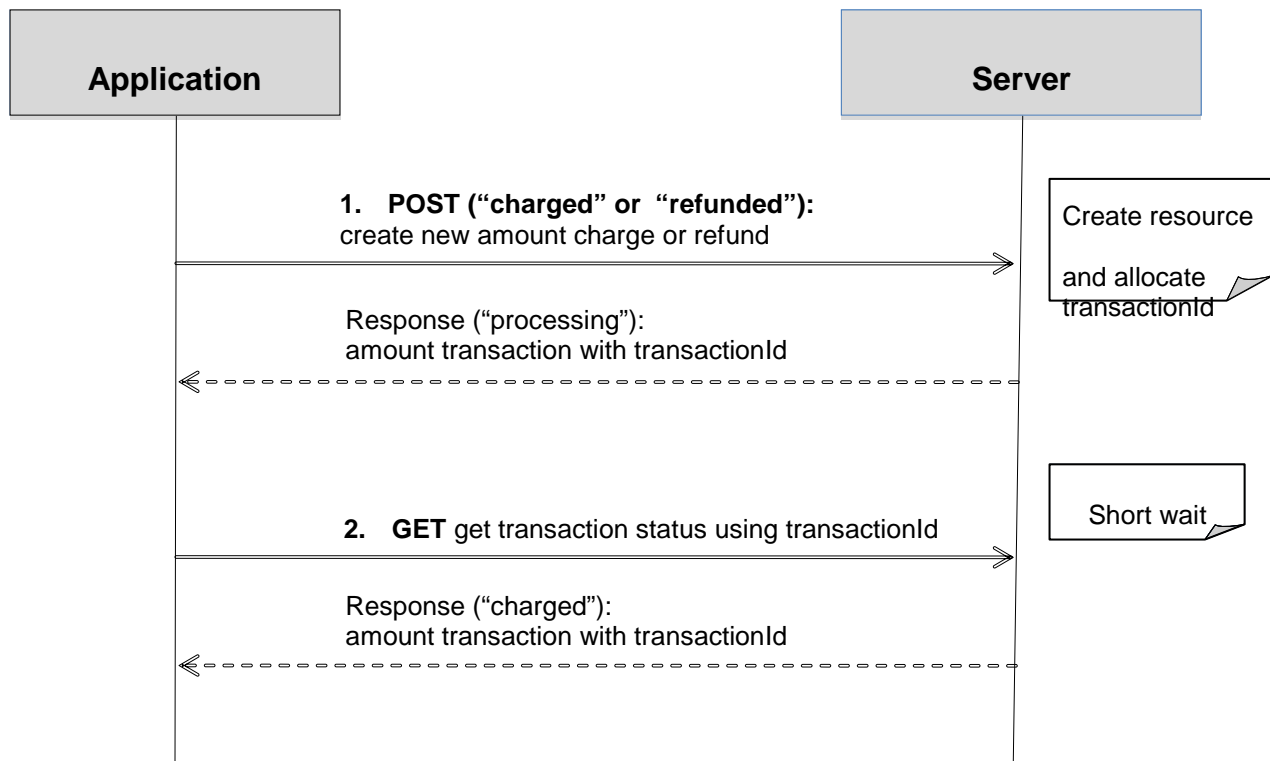 Application
Server
1. POST (“charged” or “refunded”):
create new amount charge or refund
Create resource
and allocate
transactionId
Response (“processing”):
amount transaction with transactionId
Short wait
2. GET get transaction status using transactionId
Response (“charged”):
amount transaction with transactionId